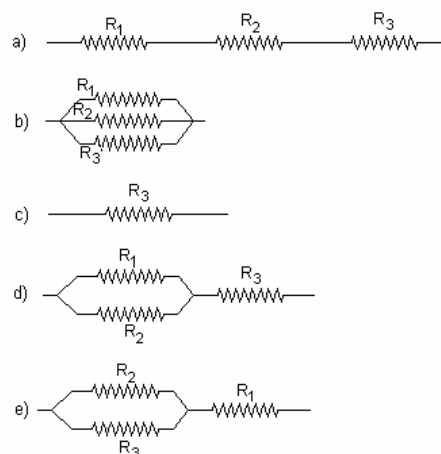 a) R1 R2 R3
b) R1
R2
R3
c) R3
d) R1 R3
R2
e) R2 R1
R3